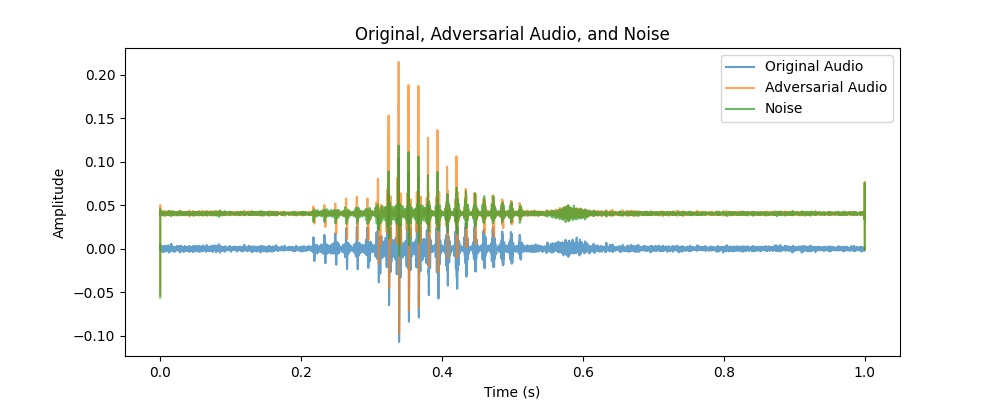 Original, Adversarial Audio, and Noise
Original Audio
Adversarial Audio
Noise
Amplitude
0.20
0.15
0.10
0.05
0.00
−0.05
−0.10
0.0 0.2 0.4 0.6 0.8 1.0
Time (s)